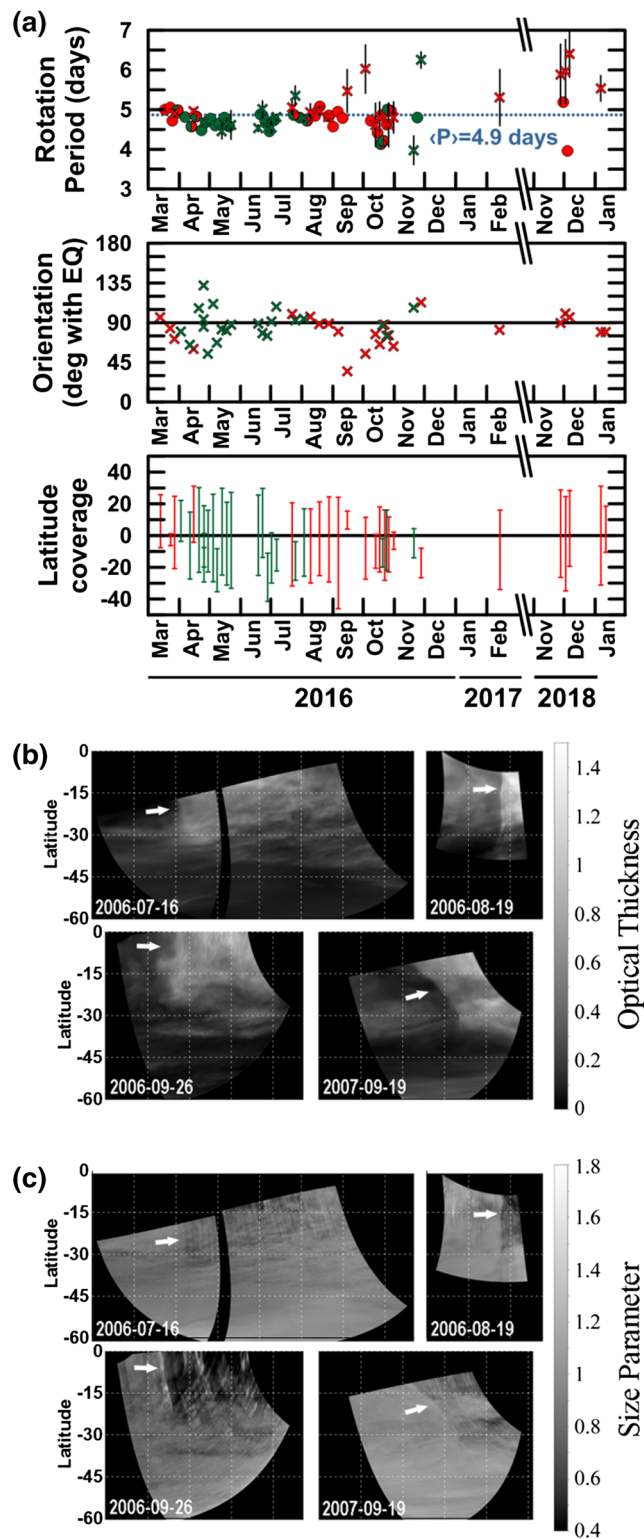 (a)
Rotation
Period (days)
7
6
5
4
3
‹P›=4.9 days
Mar
Apr
May
Jun
Jul
Aug
Sep
Oct
Nov
Dec
Jan
Feb
Nov
Dec
Jan
Orientation
(deg with EQ)
180
135
90
45
0
Mar
Apr
May
Jun
Jul
Aug
Sep
Oct
Nov
Dec
Jan
Feb
Nov
Dec
Jan
Latitude
coverage
40
20
0
-20
-40
Mar
Apr
May
Jun
Jul
Aug
Sep
Oct
Nov
Dec
Jan
Feb
Nov
Dec
Jan
2016
2017
2018
(b)
Latitude
0
-15
-30
-45
-60
2006-07-16
2006-08-19
Latitude
0
-15
-30
-45
-60
2006-09-26
2007-09-19
1.4
1.2
1
0.8
0.6
0.4
0.2
0
Optical Thickness
(c)
Latitude
0
-15
-30
-45
-60
2006-07-16
2006-08-19
Latitude
0
-15
-30
-45
-60
2006-09-26
2007-09-19
1.8
1.6
1.4
1.2
1
0.8
0.6
0.4
Size Parameter